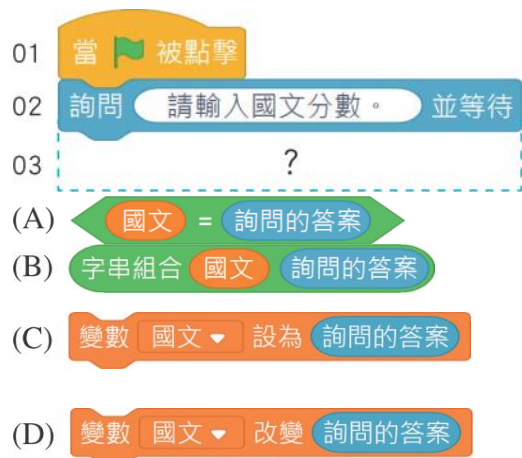 01 當 被點擊
02 詢問 請輸入國文分數。 並等待
03 ?
(A) 國文 = 詢問的答案
(B) 字串組合 國文 詢問的答案
(C) 變數 國文 設為 詢問的答案
(D) 變數 國文 改變 詢問的答案